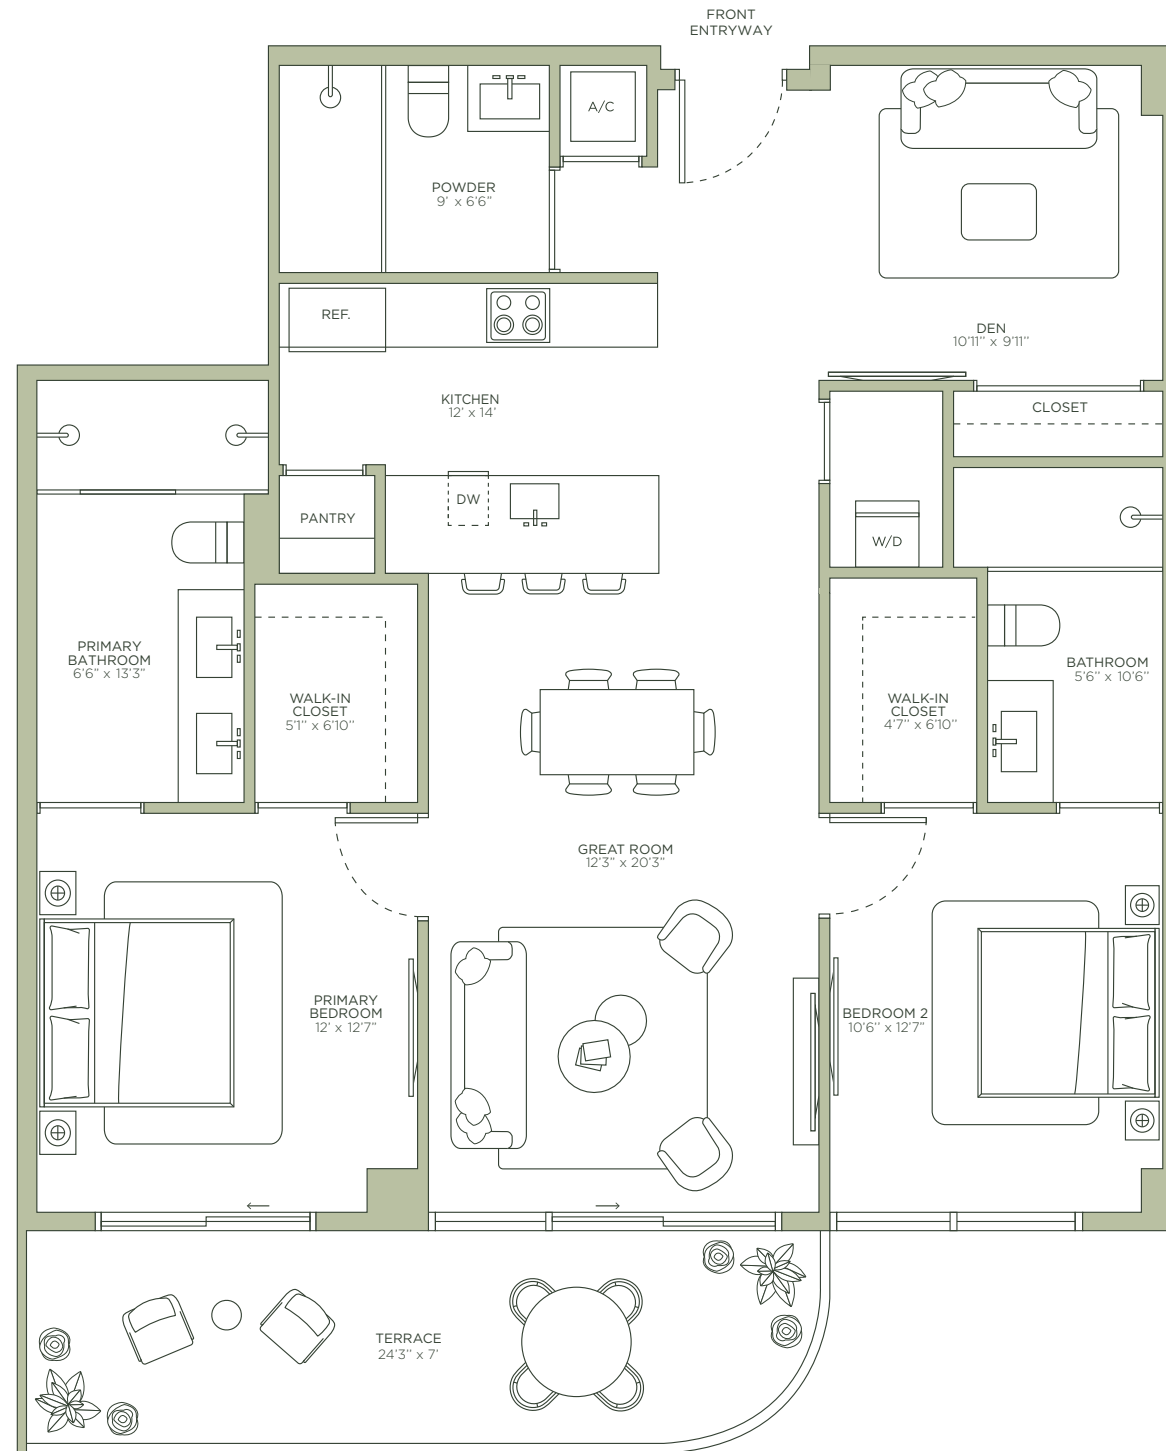 FRONT
ENTRYWAY
A/C
POWDER
9' x 6'6"
REF.
DEN
10'11" x 9'11"
KITCHEN
12' x 14'
CLOSET
DW
PANTRY
W/D
PRIMARY
BATHROOM
6'6" x 13'3"
WALK-IN
CLOSET
5'1" x 6'10"
WALK-IN
CLOSET
4'7" x 6'10"
BATHROOM
5'6" x 10'6"
GREAT ROOM
12'3" x 20'3"
PRIMARY
BEDROOM
12' x 12'7"
BEDROOM 2
10'6" x 12'7"
TERRACE
24'3" x 7'